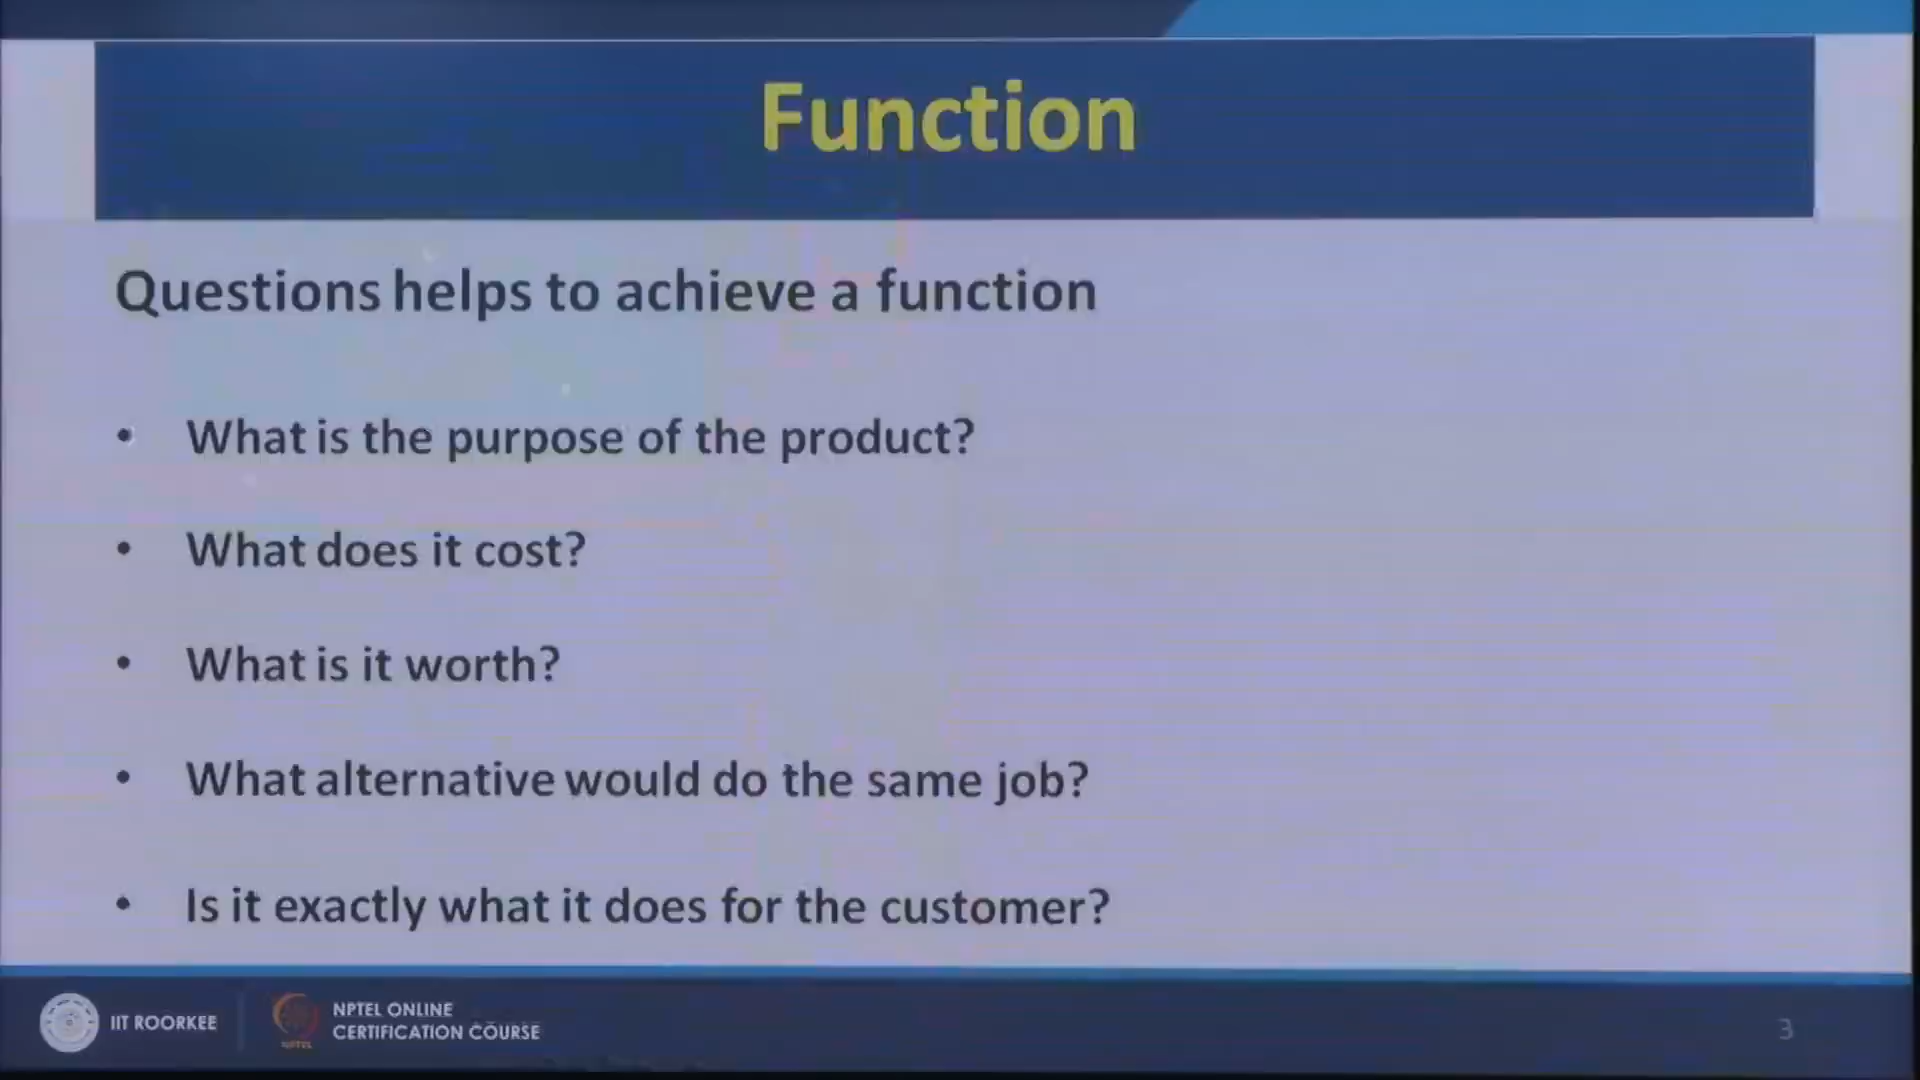 Function
Questions helps to achieve a function
• What is the purpose of the product?
• What does it cost?
• What is it worth?
• What alternative would do the same job?
• Is it exactly what it does for the customer?
IIT ROORKEE
NPTEL
NPTEL ONLINE
CERTIFICATION COURSE
3